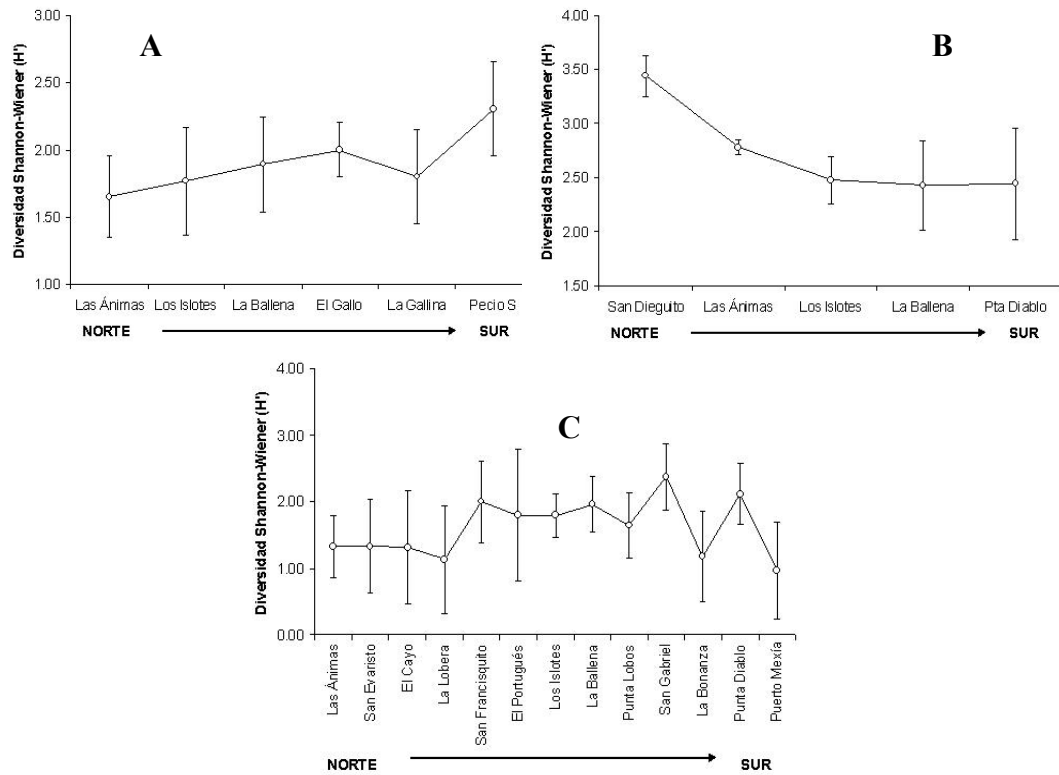 A
Diversidad Shannon-Wiener (H')
3.00
2.50
2.00
1.50
1.00
Las Ánimas Los Islotes La Ballena El Gallo La Gallina Pecio S
NORTE SUR
B
Diversidad Shannon-Wiener (H')
4.00
3.50
3.00
2.50
2.00
1.50
San Dieguito Las Ánimas Los Islotes La Ballena Pta Diablo
NORTE SUR
C
Diversidad Shannon-Wiener (H')
4.00
3.00
2.00
1.00
0.00
Las Ánimas
San Evaristo
El Cayo
La Lobera
San Francisquito
El Portugués
Los Islotes
La Ballena
Punta Lobos
San Gabriel
La Bonanza
Punta Diablo
Puerto Mexía
NORTE SUR